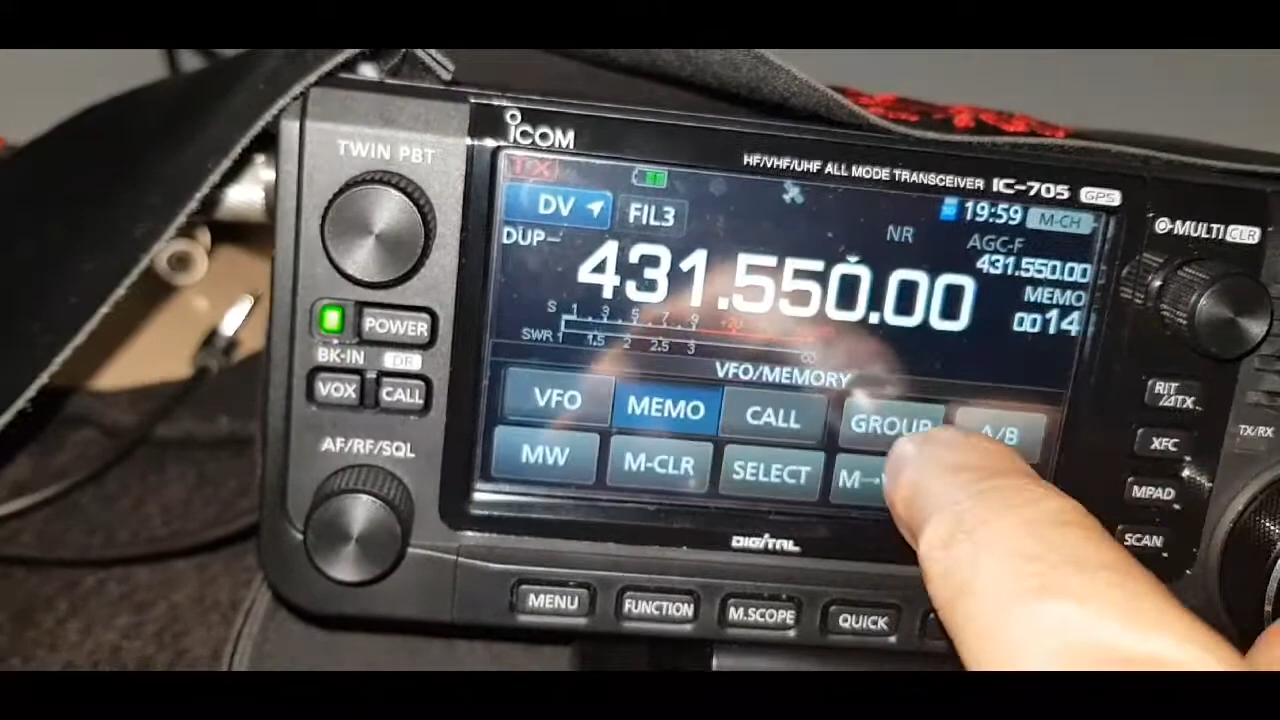 ICOM
TWIN PBT
HF/VHF/UHF ALL MODE TRANSCEIVER IC-705 GPS
TX
DV FIL3
19:59 M-CH
DUP–
NR
AGC-F
431.550.00
431.550.00
MEMO
0014
S 1 3 5 7 9 +20
SWR 1 1.5 2 2.5 3 ∞
VFO/MEMORY
VFO MEMO CALL GROUP A/B
MW M-CLR SELECT
DIGITAL
POWER
BK-IN DR
VOX CALL
AF/RF/SQL
MENU FUNCTION M.SCOPE QUICK
MULTI CLR
RIT
/ΔTX
XFC
TX/RX
MPAD
SCAN